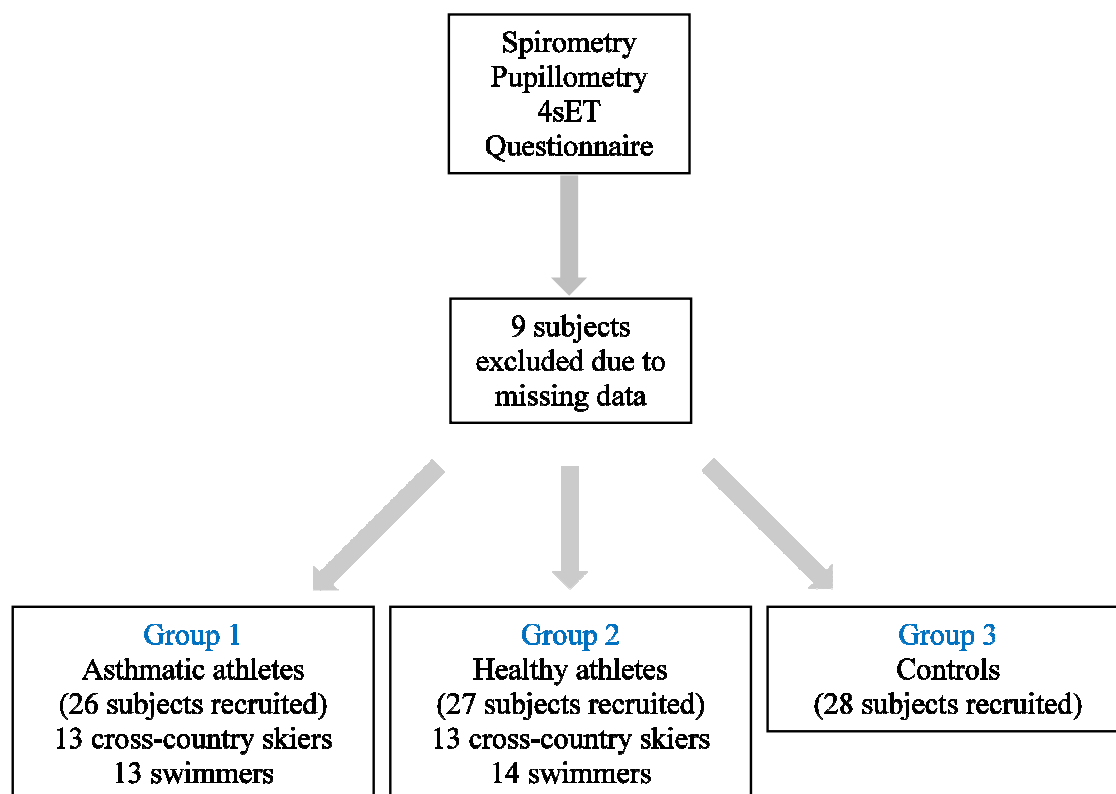 Spirometry
Pupillometry
4sET
Questionnaire
9 subjects
excluded due to
missing data
Group 1
Asthmatic athletes
(26 subjects recruited)
13 cross-country skiers
13 swimmers
Group 2
Healthy athletes
(27 subjects recruited)
13 cross-country skiers
14 swimmers
Group 3
Controls
(28 subjects recruited)